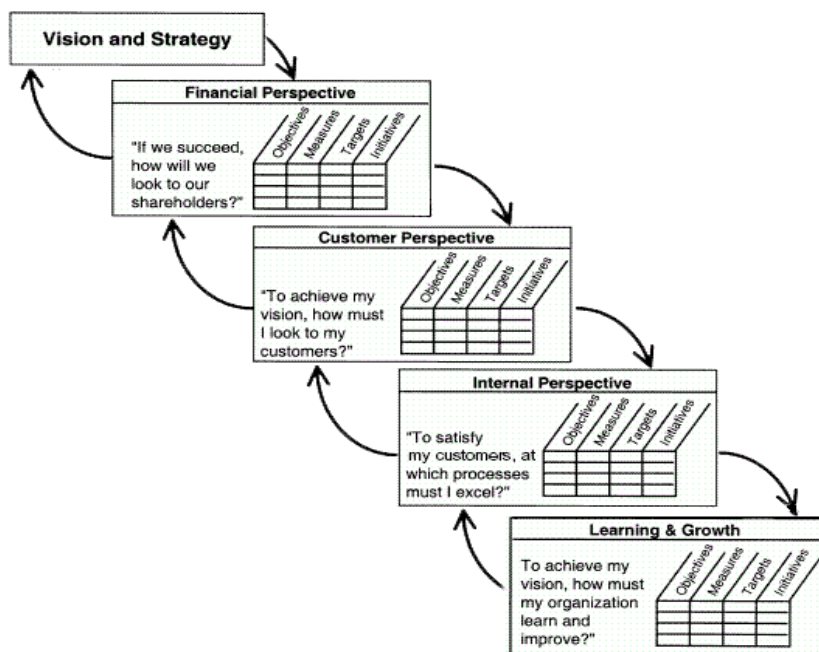 Vision and Strategy
Financial Perspective
Objectives
Measures
Targets
Initiatives
"If we succeed,
how will we
look to our
shareholders?"
Customer Perspective
Objectives
Measures
Targets
Initiatives
"To achieve my
vision, how must
I look to my
customers?"
Internal Perspective
Objectives
Measures
Targets
Initiatives
"To satisfy
my customers, at
which processes
must I excel?"
Learning & Growth
Objectives
Measures
Targets
Initiatives
To achieve my
vision, how must
my organization
learn and
improve?"